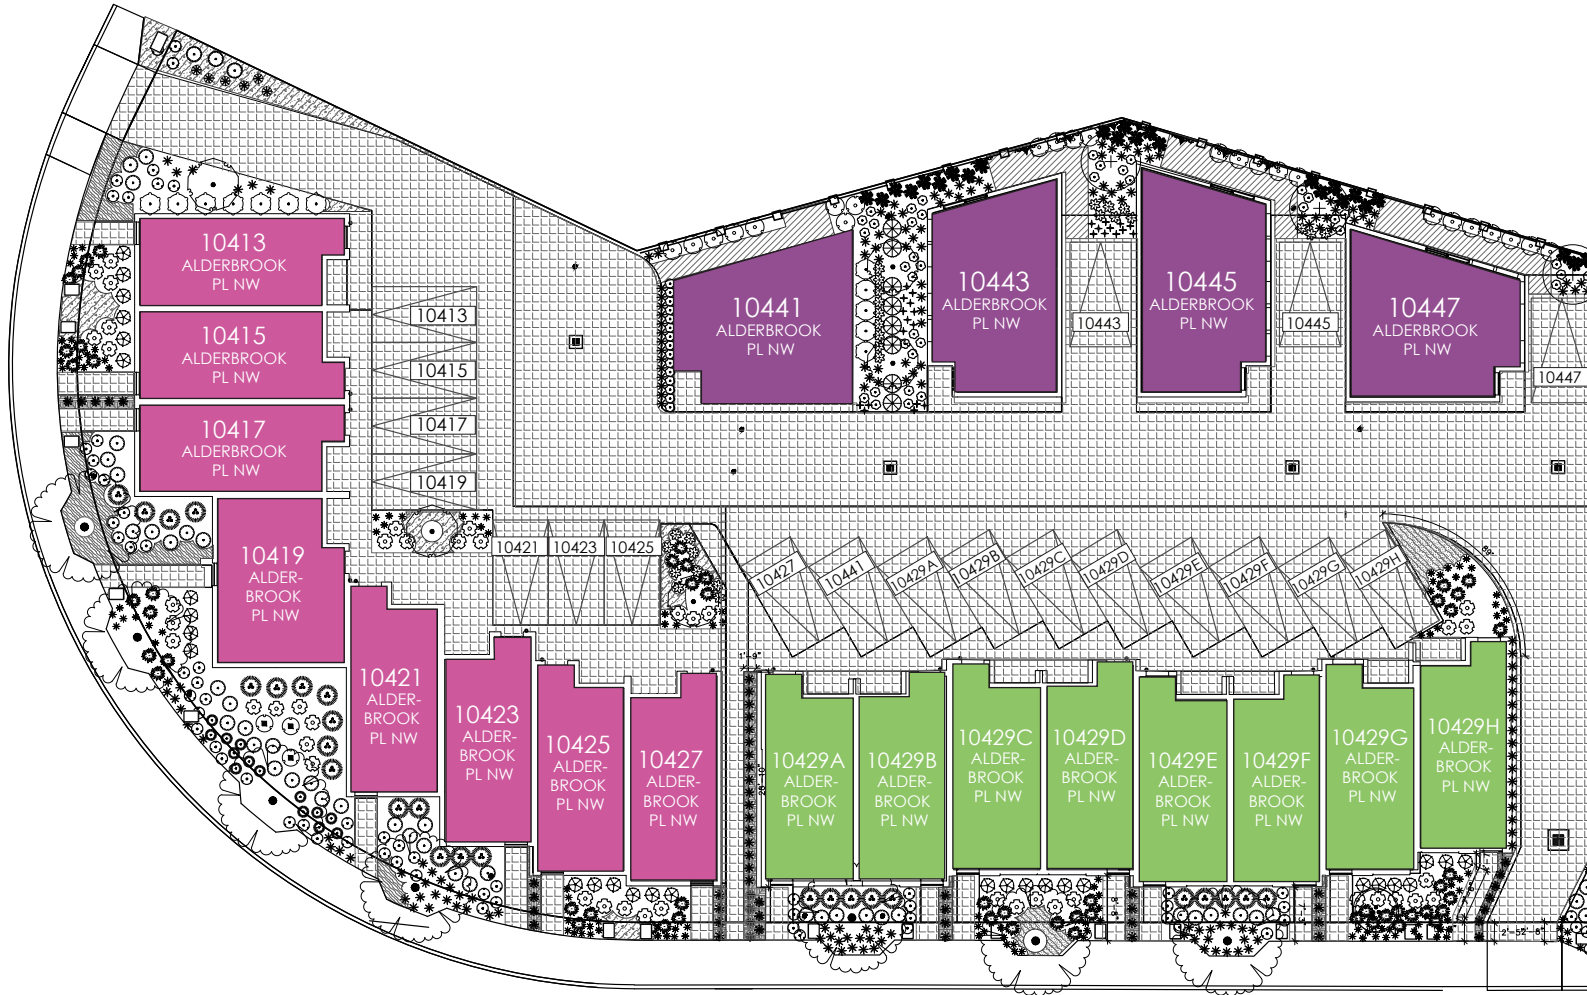 10413
ALDERBROOK
PL NW
10415
ALDERBROOK
PL NW
10417
ALDERBROOK
PL NW
10419
ALDER-
BROOK
PL NW
10421
ALDER-
BROOK
PL NW
10423
ALDER-
BROOK
PL NW
10425
ALDER-
BROOK
PL NW
10427
ALDER-
BROOK
PL NW
10413
10415
10417
10419
10421
10423
10425
10441
ALDERBROOK
PL NW
10443
ALDERBROOK
PL NW
10443
10445
ALDERBROOK
PL NW
10445
10447
ALDERBROOK
PL NW
10447
10427
10441
10429A
10429B
10429C
10429D
10429E
10429F
10429G
10429H
10429A
ALDER-
BROOK
PL NW
10429B
ALDER-
BROOK
PL NW
10429C
ALDER-
BROOK
PL NW
10429D
ALDER-
BROOK
PL NW
10429E
ALDER-
BROOK
PL NW
10429F
ALDER-
BROOK
PL NW
10429G
ALDER-
BROOK
PL NW
10429H
ALDER-
BROOK
PL NW
1'-9"